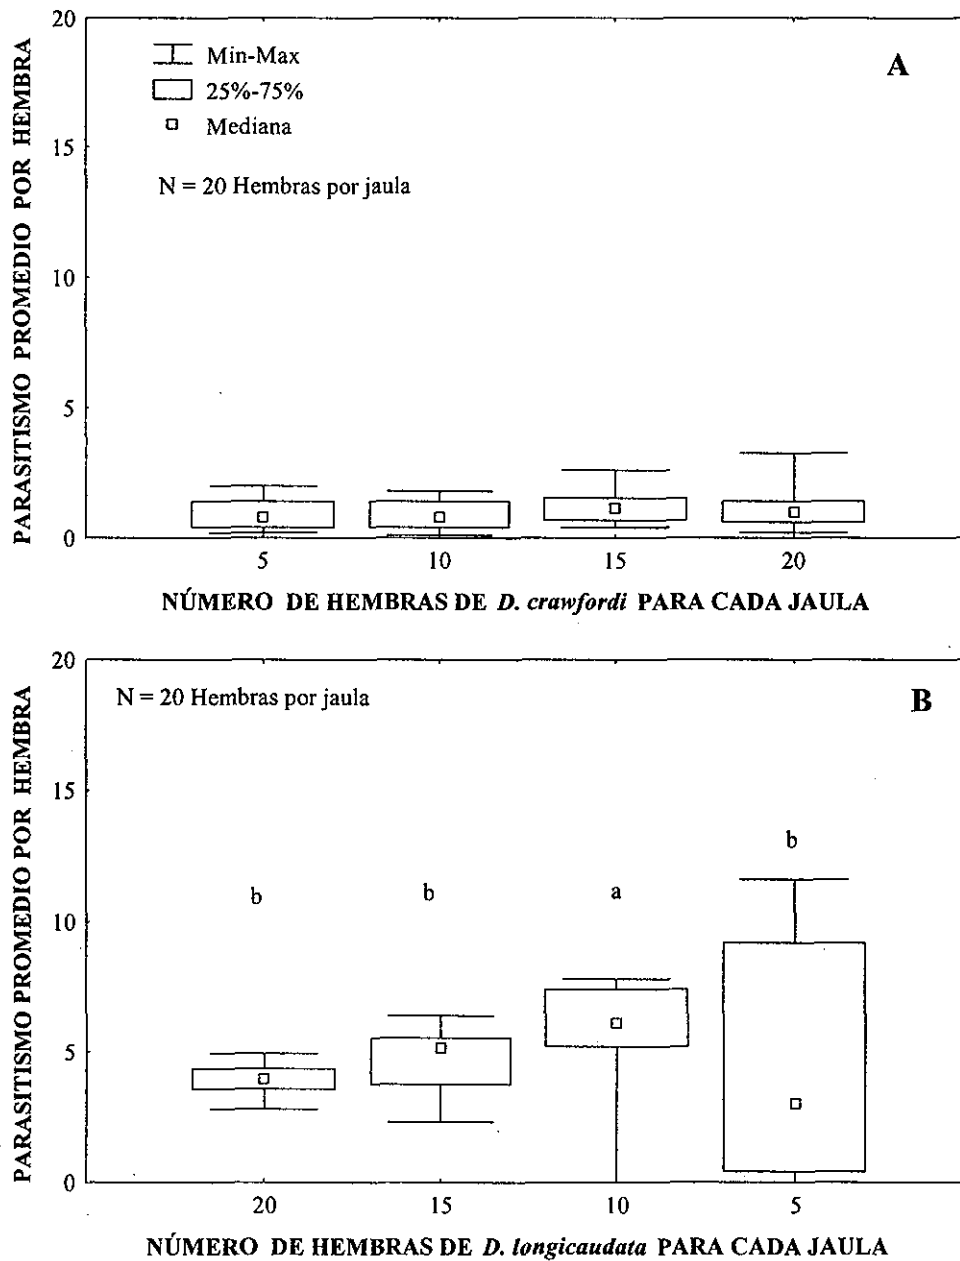 20
15
10
5
0
PARASITISMO PROMEDIO POR HEMBRA
Min-Max
25%-75%
Mediana
N = 20 Hembras por jaula
A
5 10 15 20
NÚMERO DE HEMBRAS DE D. crawfordi PARA CADA JAULA
20
15
10
5
0
PARASITISMO PROMEDIO POR HEMBRA
N = 20 Hembras por jaula
B
b b a b
20 15 10 5
NÚMERO DE HEMBRAS DE D. longicaudata PARA CADA JAULA